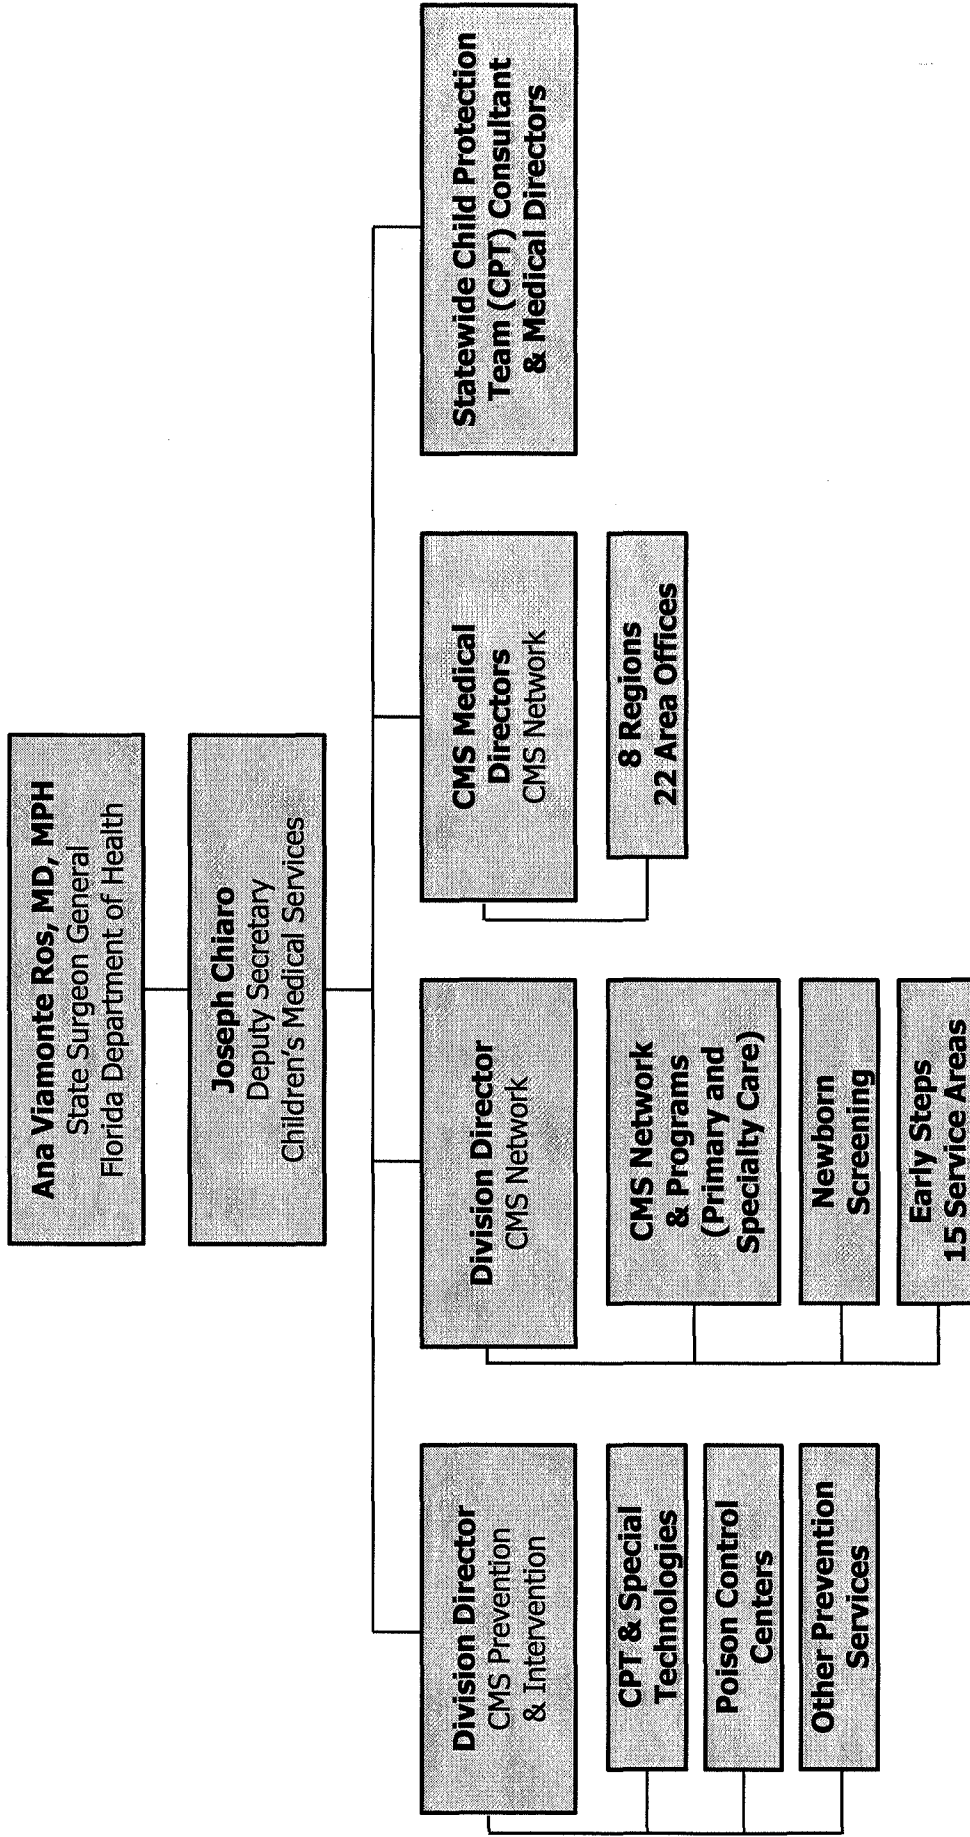 Ana Viamonte Ros, MD, MPH
State Surgeon General
Florida Department of Health
Joseph Chiaro
Deputy Secretary
Children's Medical Services
Division Director
CMS Prevention
& Intervention
CPT & Special
Technologies
Poison Control
Centers
Other Prevention
Services
Division Director
CMS Network
CMS Network
& Programs
(Primary and
Specialty Care)
Newborn
Screening
Early Steps
15 Service Areas
CMS Medical
Directors
CMS Network
8 Regions
22 Area Offices
Statewide Child Protection
Team (CPT) Consultant
& Medical Directors